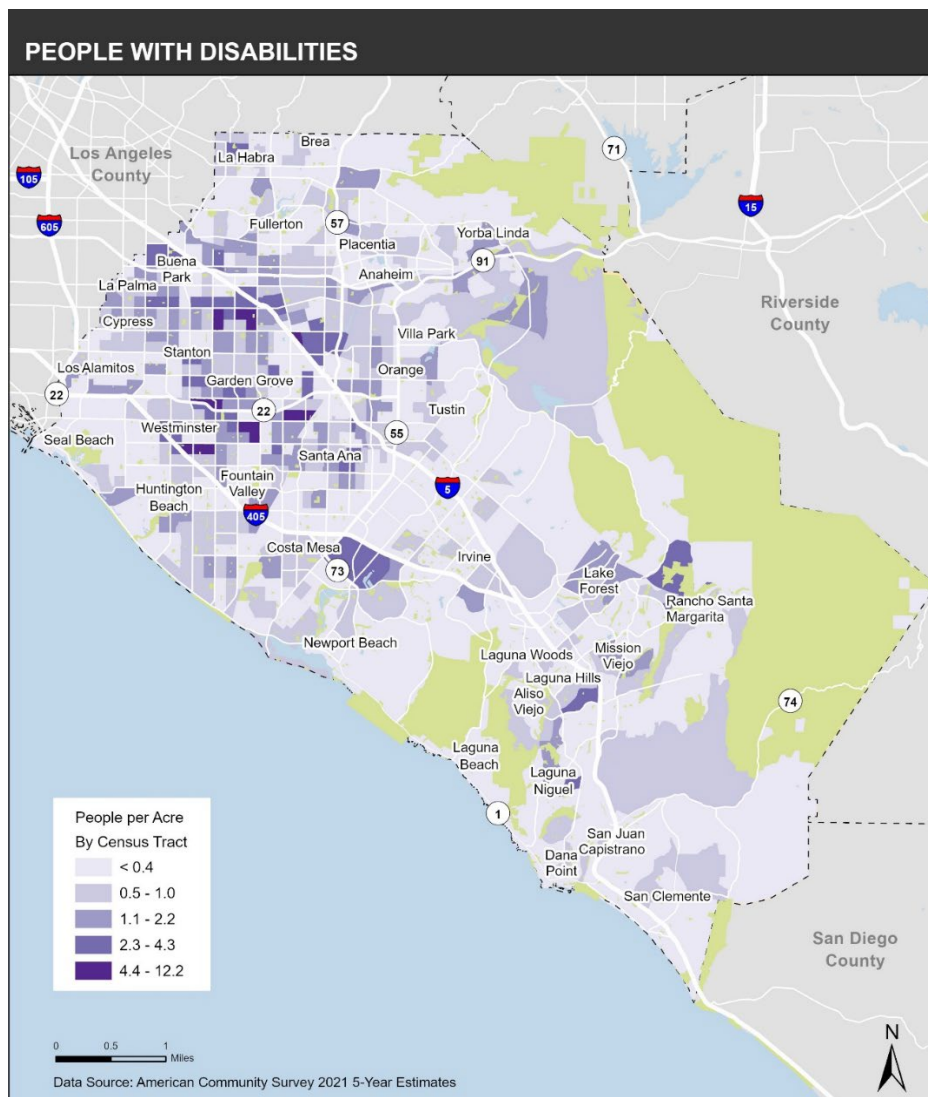 PEOPLE WITH DISABILITIES
Los Angeles
County
105
605
Brea
La Habra
71
15
Fullerton
57
Placentia
Yorba Linda
Buena
Park
Anaheim
91
La Palma
Riverside
County
Cypress
Villa Park
Stanton
Los Alamitos
Orange
Garden Grove
22
22
Tustin
Westminster
55
Seal Beach
Santa Ana
Fountain
Valley
5
Huntington
Beach
405
Costa Mesa
Irvine
73
Lake
Forest
Rancho Santa
Margarita
Newport Beach
Laguna Woods
Mission
Viejo
Laguna Hills
Aliso
Viejo
74
Laguna
Beach
Laguna
Niguel
1
San Juan
Capistrano
Dana
Point
San Clemente
San Diego
County
People per Acre
By Census Tract
< 0.4
0.5 - 1.0
1.1 - 2.2
2.3 - 4.3
4.4 - 12.2
0 0.5 1
Miles
N
Data Source: American Community Survey 2021 5-Year Estimates